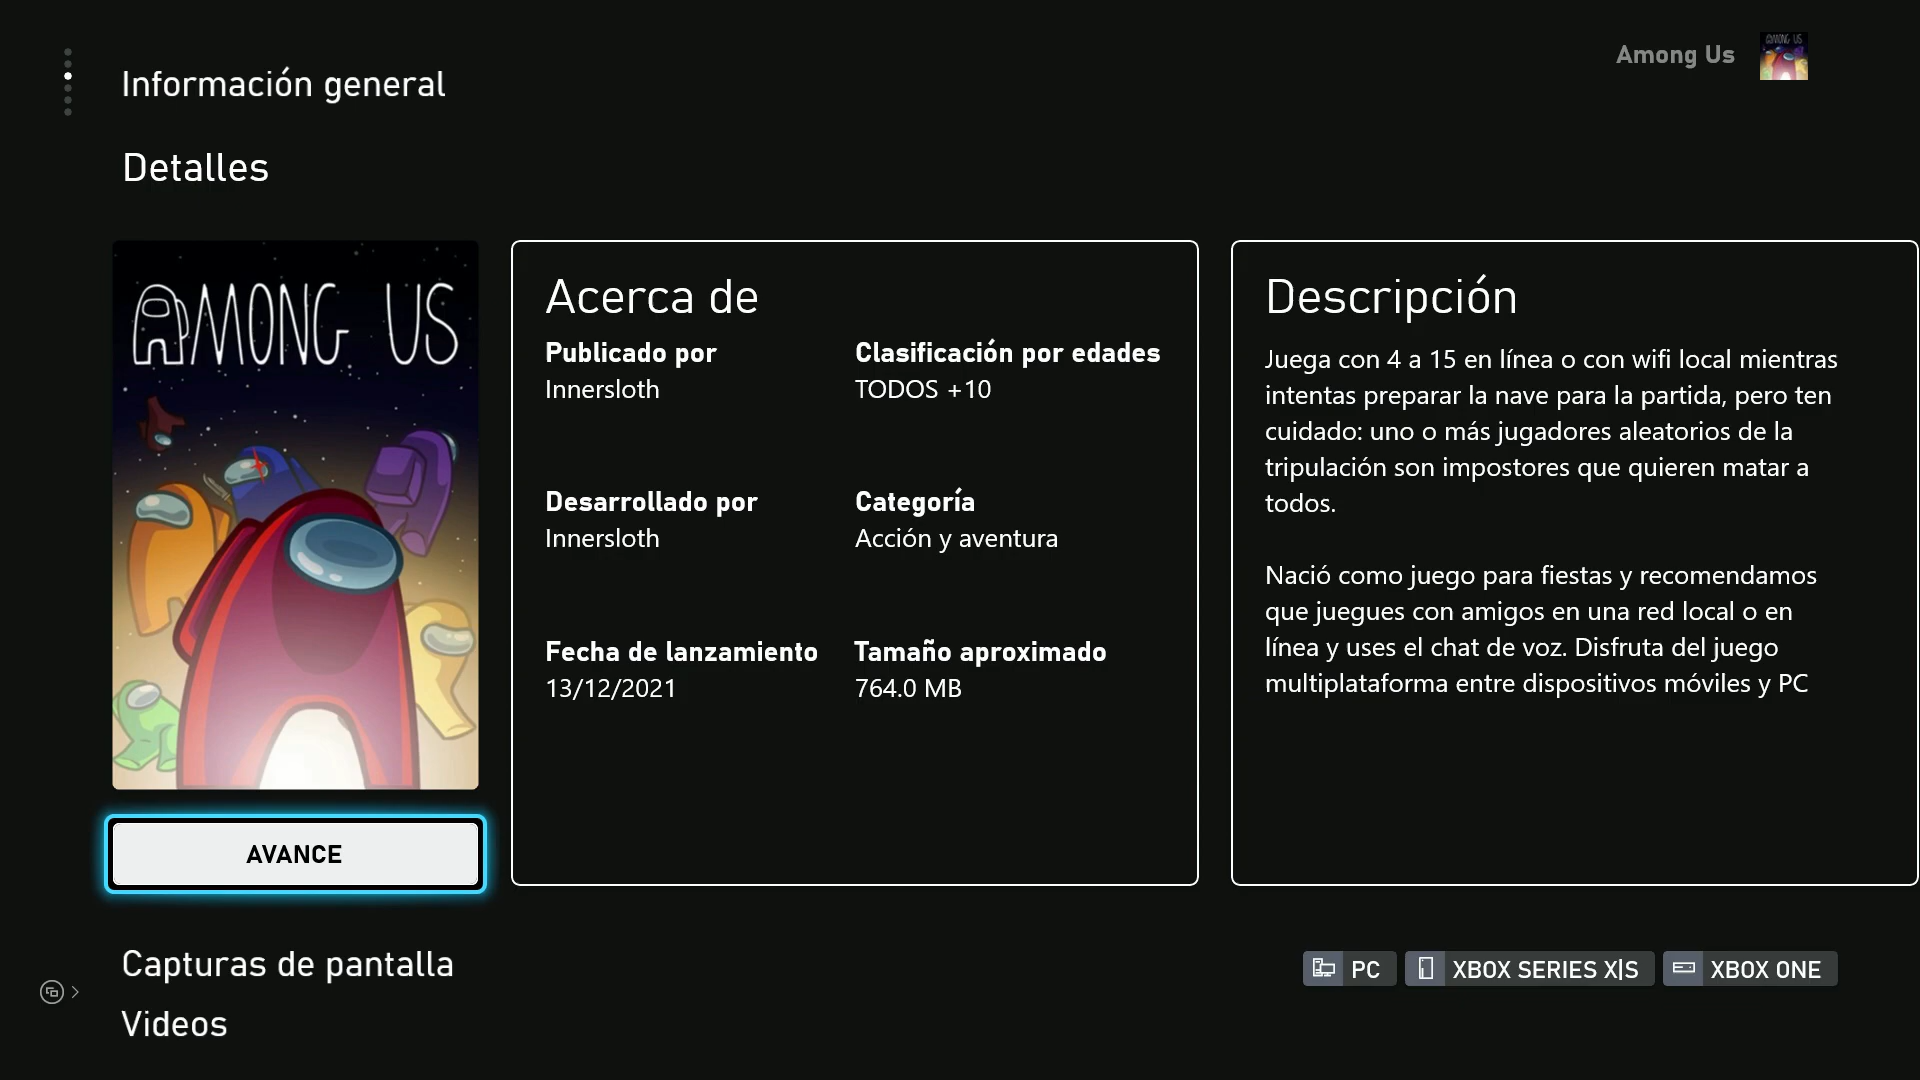 Información general
Among Us
AMONG US
Detalles
AMONG US
Acerca de
Publicado por
Innersloth
Clasificación por edades
TODOS +10
Desarrollado por
Innersloth
Categoría
Acción y aventura
Fecha de lanzamiento
13/12/2021
Tamaño aproximado
764.0 MB
Descripción
Juega con 4 a 15 en línea o con wifi local mientras
intentas preparar la nave para la partida, pero ten
cuidado: uno o más jugadores aleatorios de la
tripulación son impostores que quieren matar a
todos.
Nació como juego para fiestas y recomendamos
que juegues con amigos en una red local o en
línea y uses el chat de voz. Disfruta del juego
multiplataforma entre dispositivos móviles y PC
AVANCE
Capturas de pantalla
Videos
PC
XBOX SERIES X|S
XBOX ONE